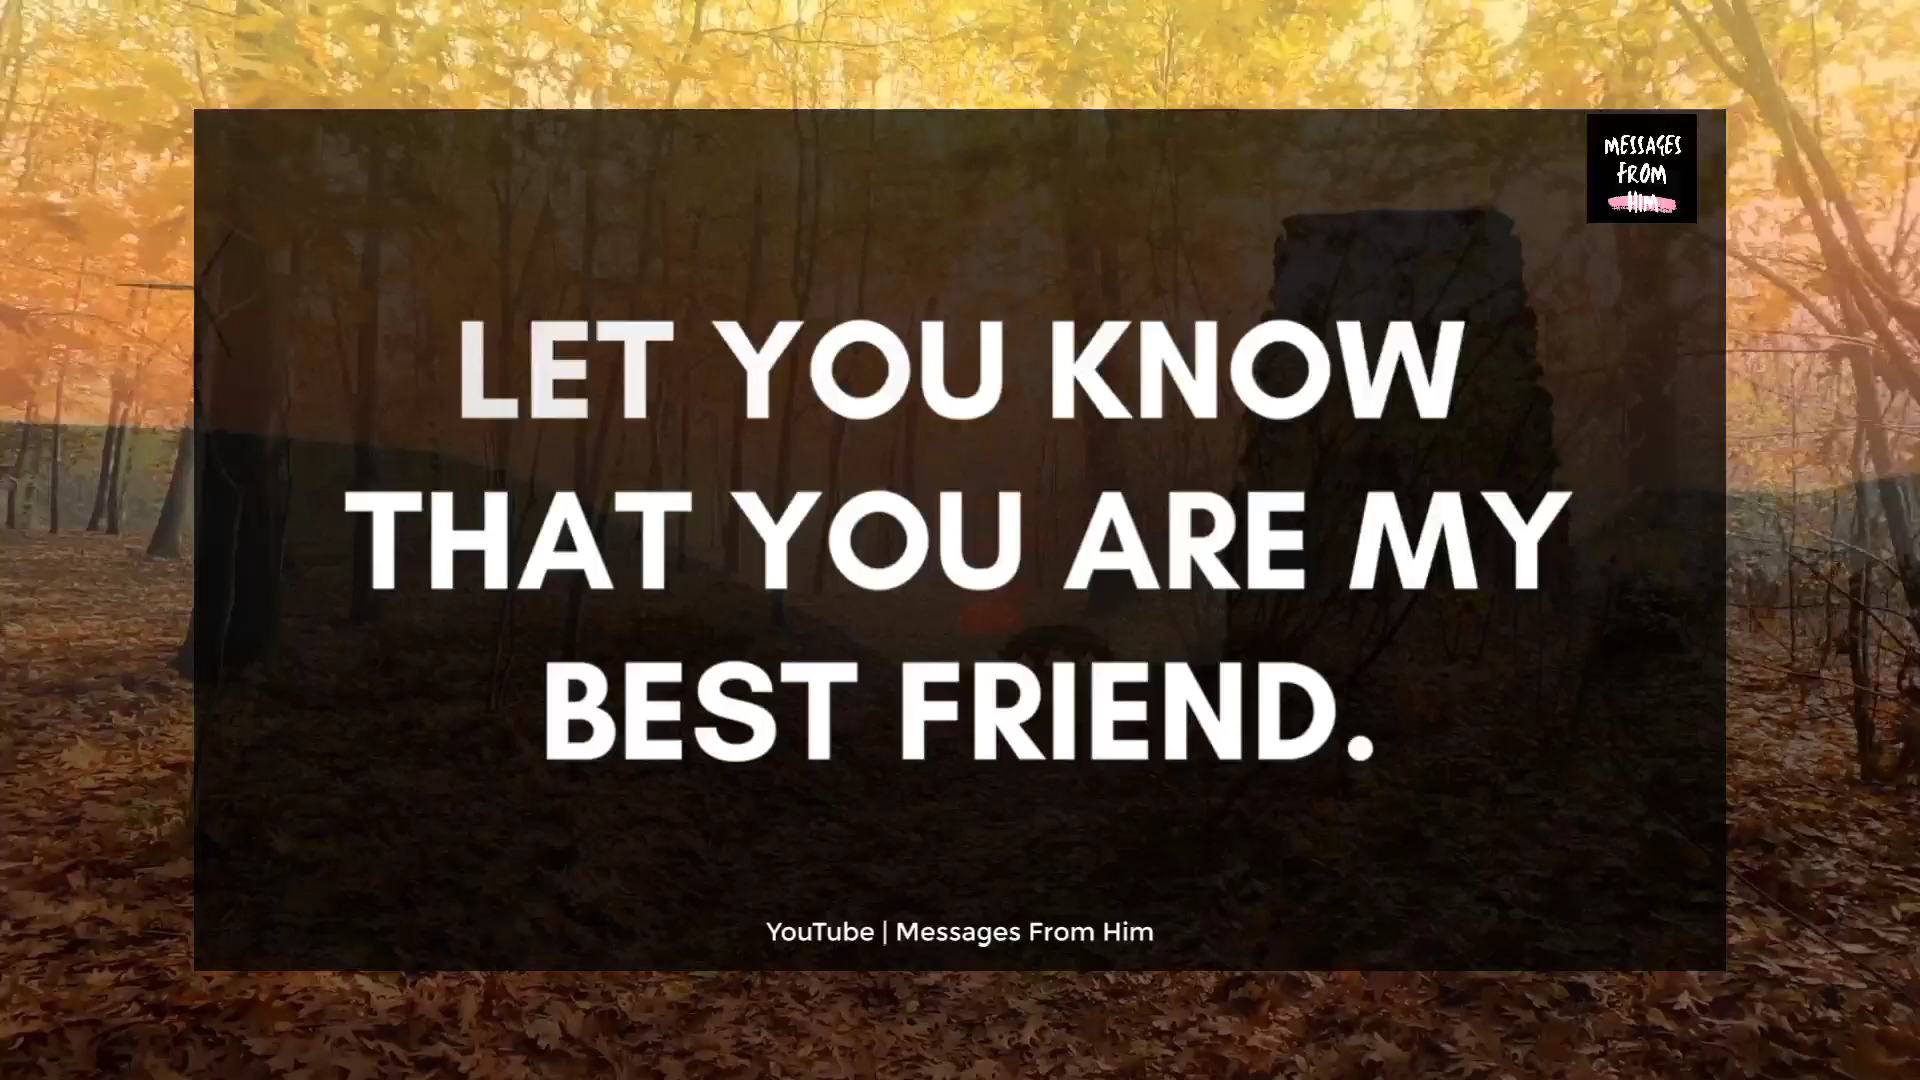 MESSAGES
FROM
HIM
LET YOU KNOW
THAT YOU ARE MY
BEST FRIEND.
YouTube | Messages From Him